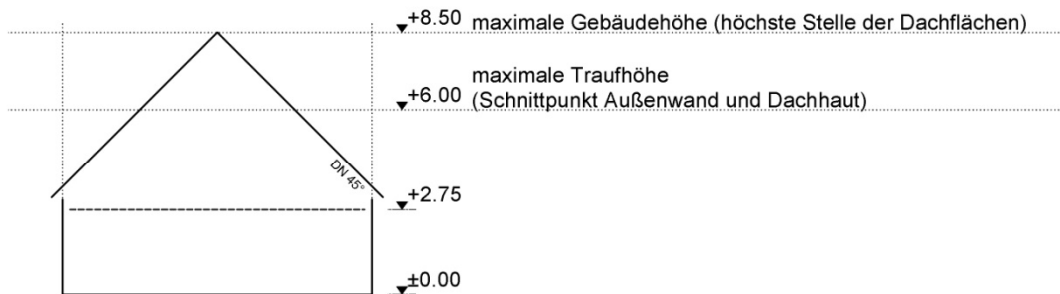 +8.50 maximale Gebäudehöhe (höchste Stelle der Dachflächen)
maximale Traufhöhe
+6.00 (Schnittpunkt Außenwand und Dachhaut)
DN 45°
+2.75
±0.00